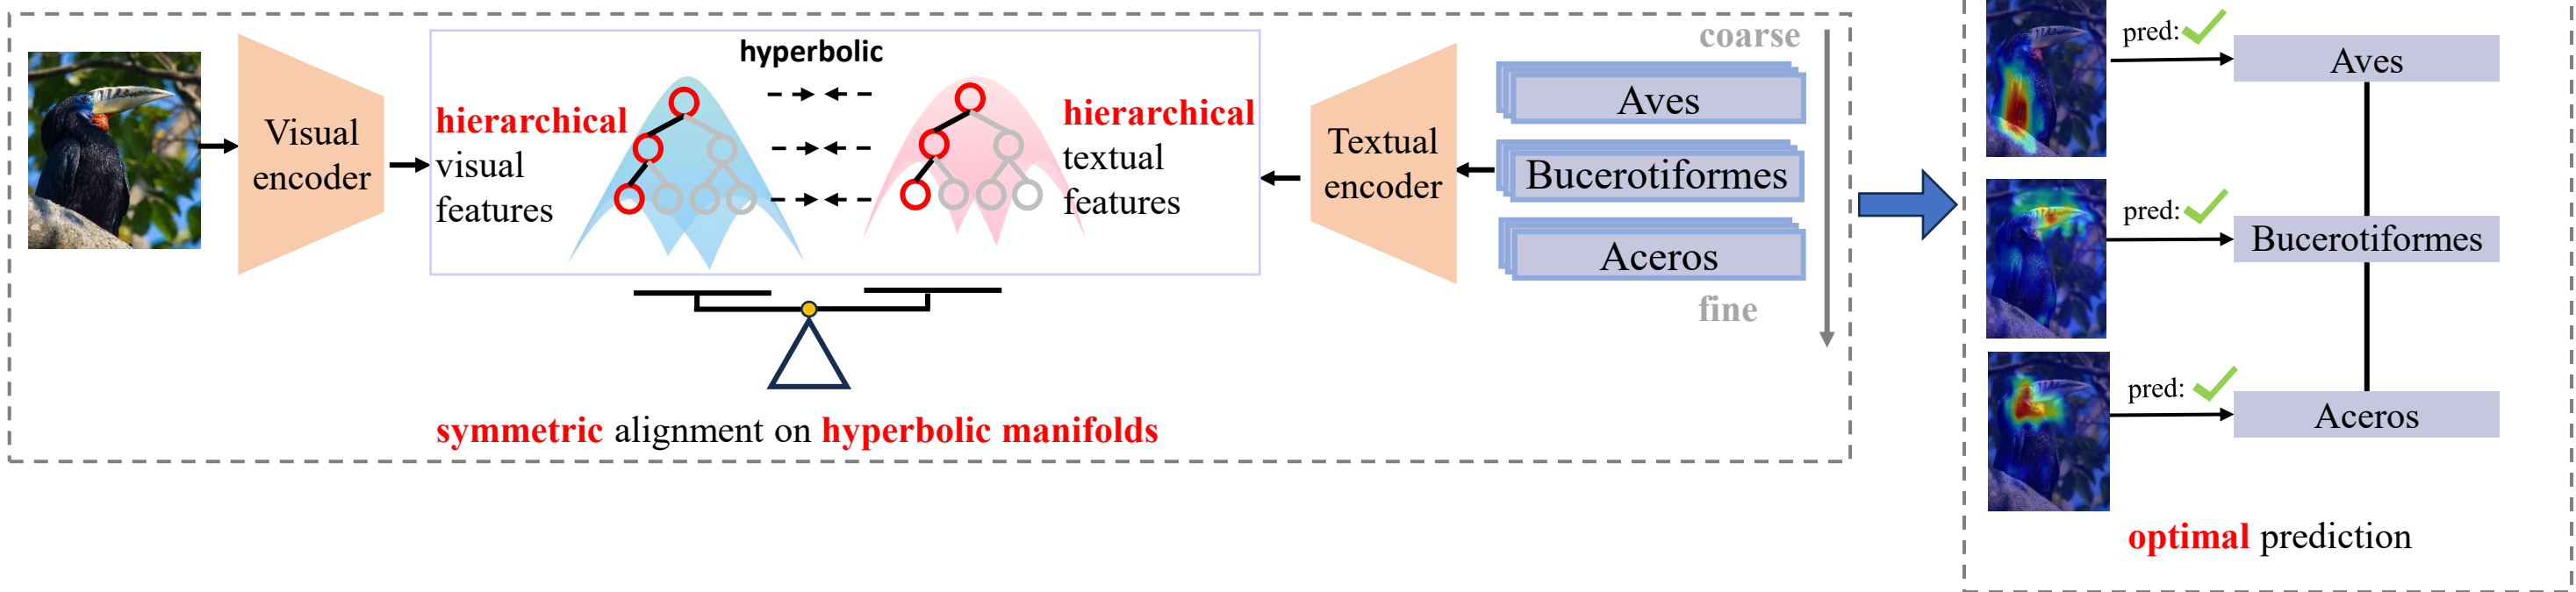 Visual
encoder
hyperbolic
hierarchical
visual
features
hierarchical
textual
features
Textual
encoder
coarse
Aves
Bucerotiformes
Aceros
fine
symmetric alignment on hyperbolic manifolds
pred:
Aves
pred:
Bucerotiformes
pred:
Aceros
optimal prediction